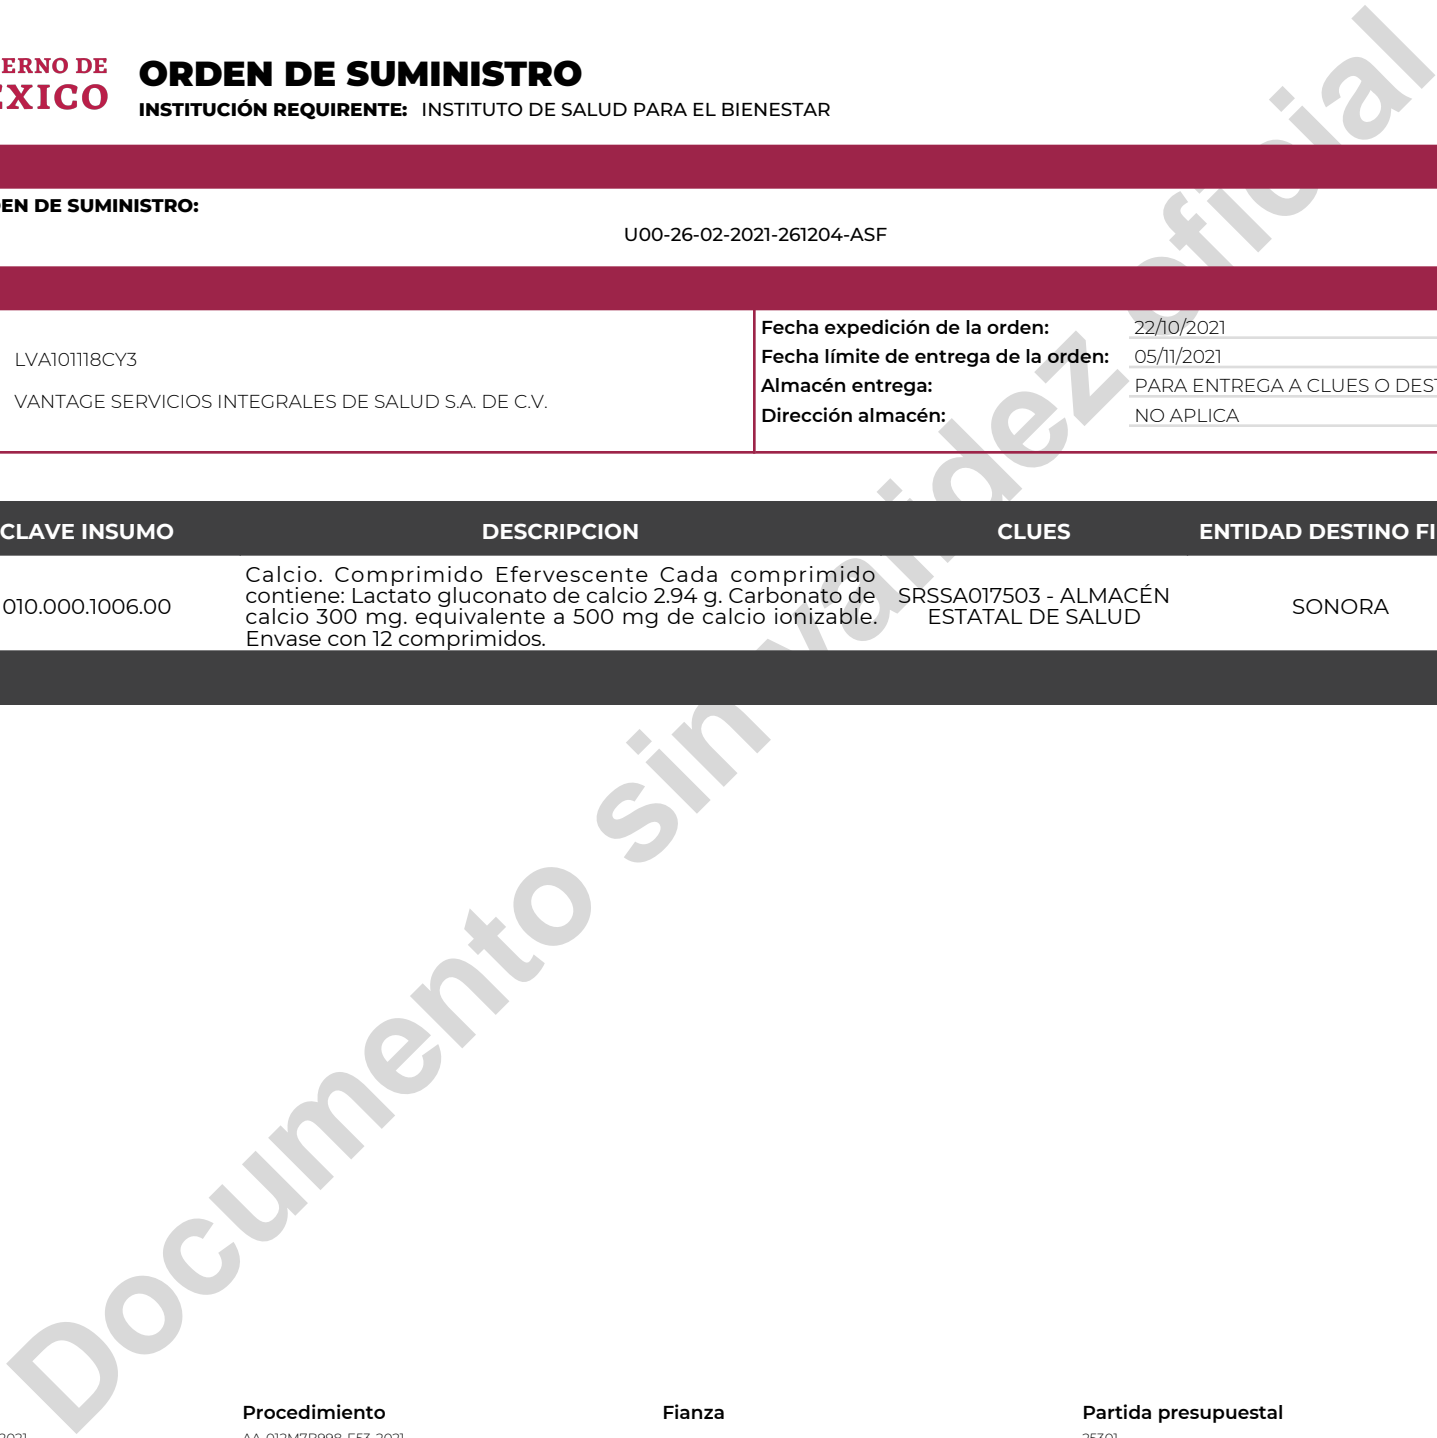 ERNO DE
EXICO
ORDEN DE SUMINISTRO
INSTITUCIÓN REQUIRENTE: INSTITUTO DE SALUD PARA EL BIENESTAR
EN DE SUMINISTRO:
U00-26-02-2021-261204-ASF
LVA101118CY3
VANTAGE SERVICIOS INTEGRALES DE SALUD S.A. DE C.V.
Fecha expedición de la orden: 22/10/2021
Fecha límite de entrega de la orden: 05/11/2021
Almacén entrega: PARA ENTREGA A CLUES O DEST
Dirección almacén: NO APLICA
CLAVE INSUMO DESCRIPCION CLUES ENTIDAD DESTINO FI
010.000.1006.00
Calcio. Comprimido Efervescente Cada comprimido
contiene: Lactato gluconato de calcio 2.94 g. Carbonato de
calcio 300 mg. equivalente a 500 mg de calcio ionizable.
Envase con 12 comprimidos.
SRSSA017503 - ALMACÉN
ESTATAL DE SALUD
SONORA
Documento sin validez oficial
Procedimiento Fianza Partida presupuestal